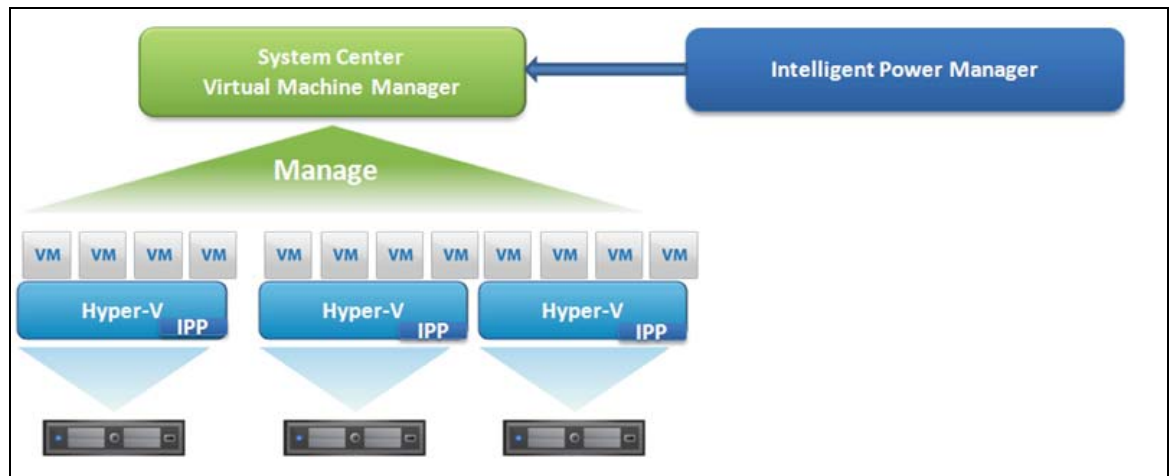 System Center
Virtual Machine Manager
Intelligent Power Manager
Manage
VM VM VM VM VM VM VM VM VM VM VM VM
Hyper-V Hyper-V Hyper-V
IPP IPP IPP